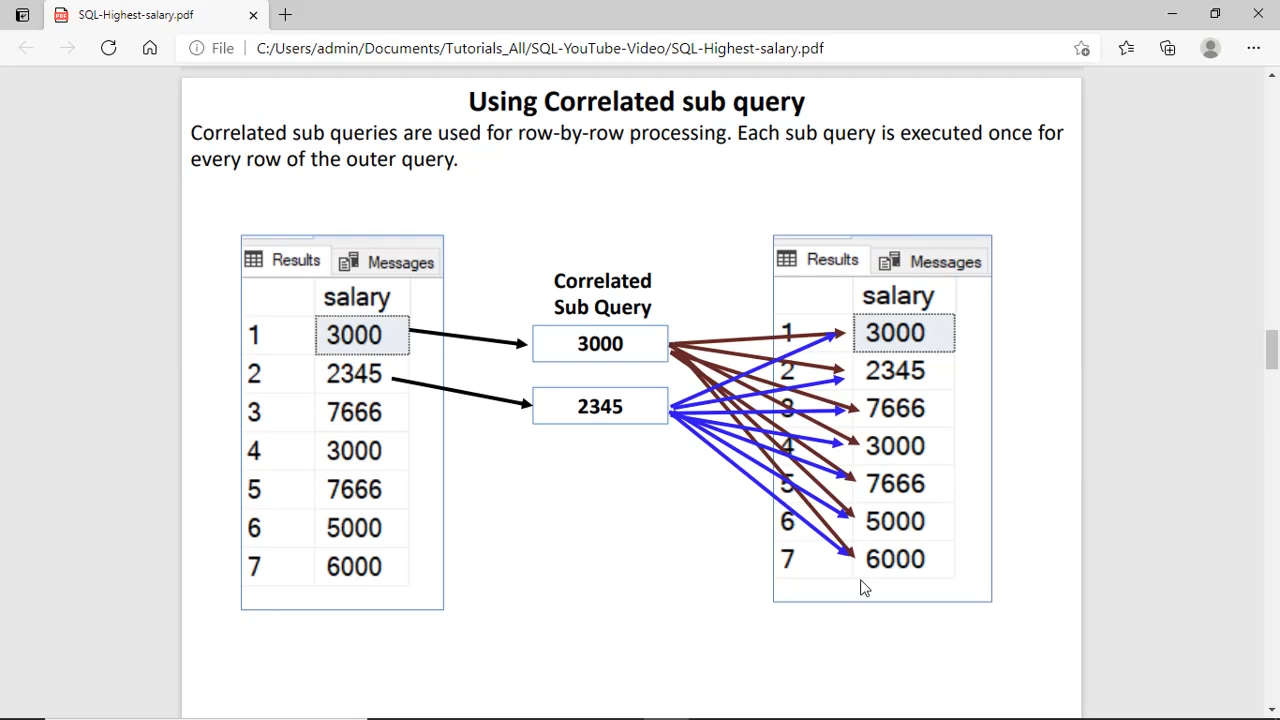 SQL-Highest-salary.pdf
File C:/Users/admin/Documents/Tutorials_All/SQL-YouTube-Video/SQL-Highest-salary.pdf
Using Correlated sub query
Correlated sub queries are used for row-by-row processing. Each sub query is executed once for
every row of the outer query.
Results Messages
salary
1 3000
2 2345
3 7666
4 3000
5 7666
6 5000
7 6000
Correlated
Sub Query
3000
2345
Results Messages
salary
1 3000
2 2345
3 7666
4 3000
5 7666
6 5000
7 6000